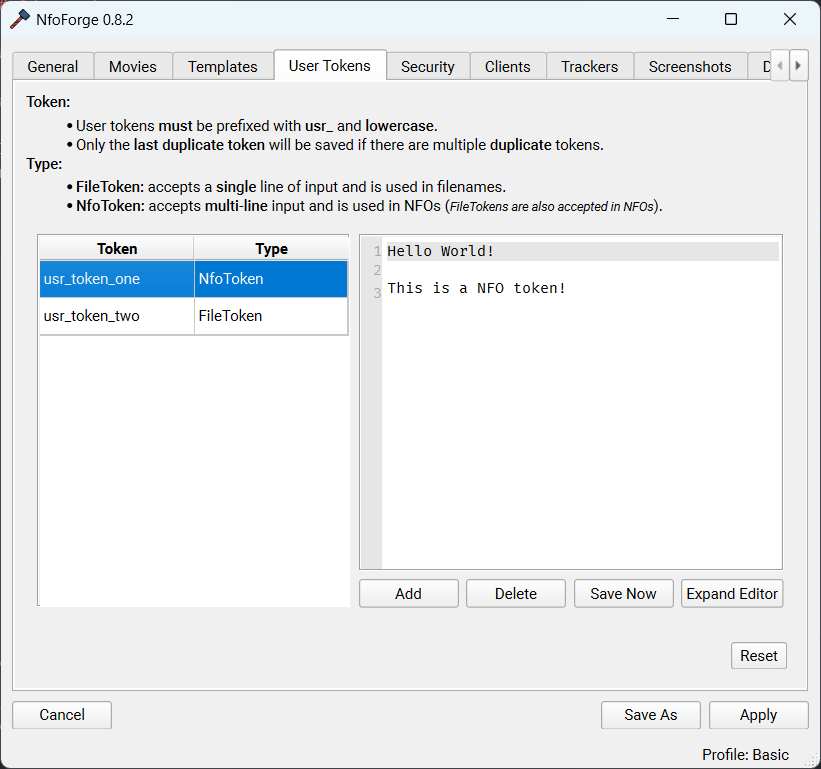 NfoForge 0.8.2
General Movies Templates User Tokens Security Clients Trackers Screenshots
Token:
• User tokens must be prefixed with usr_ and lowercase.
• Only the last duplicate token will be saved if there are multiple duplicate tokens.
Type:
• FileToken: accepts a single line of input and is used in filenames.
• NfoToken: accepts multi-line input and is used in NFOs (FileTokens are also accepted in NFOs).
Token Type
usr_token_one NfoToken
usr_token_two FileToken
1 Hello World!
2
3 This is a NFO token!
Add Delete Save Now Expand Editor
Reset
Cancel Save As Apply
Profile: Basic